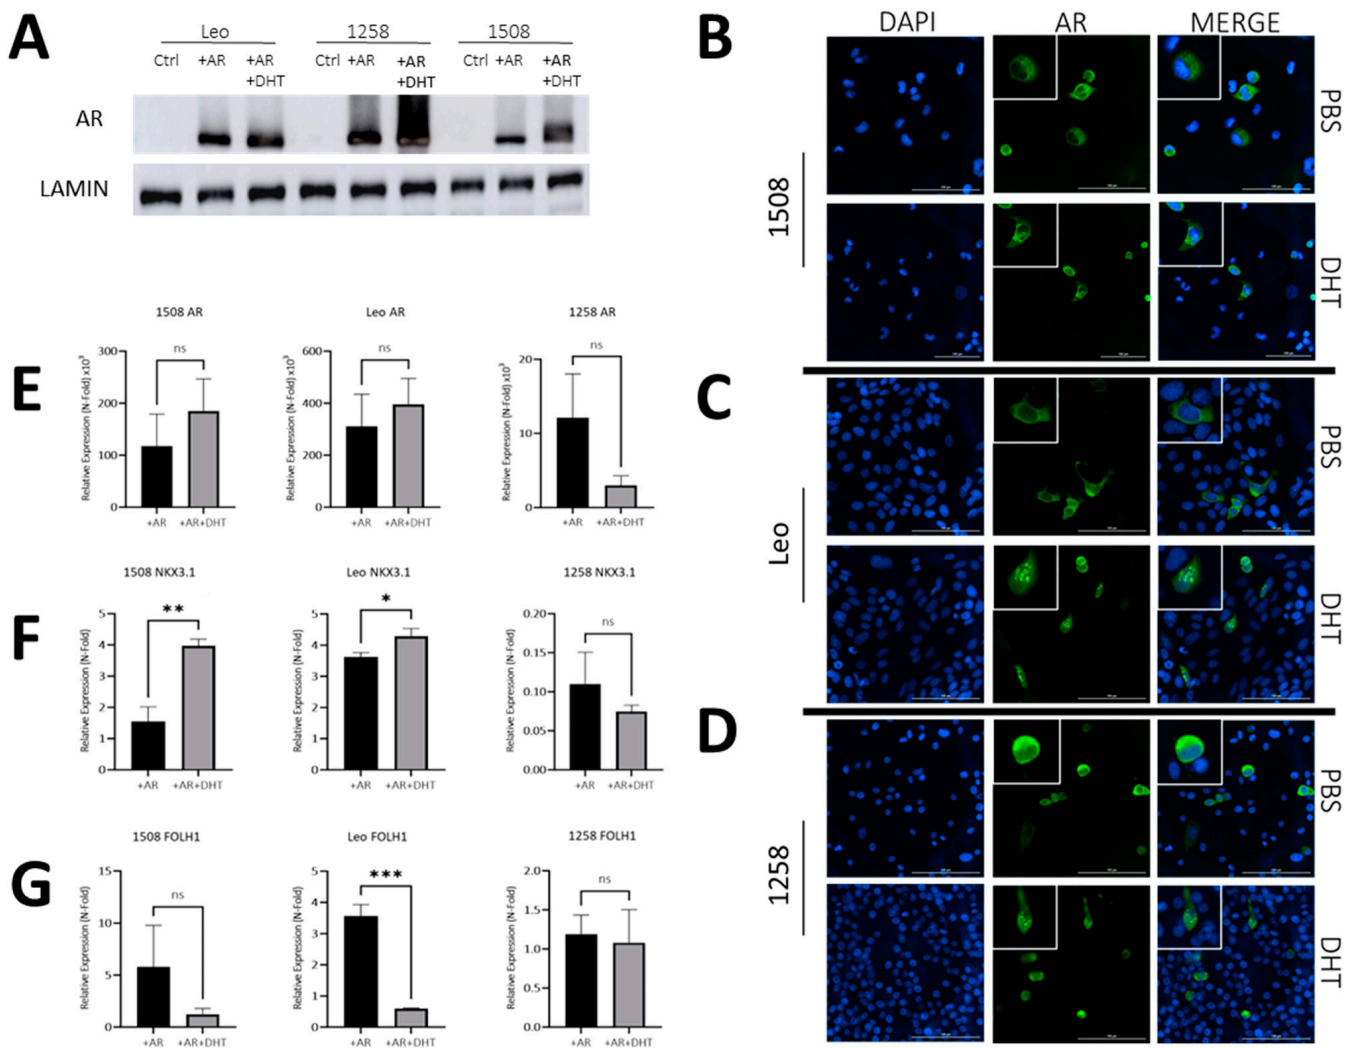 A
Leo 1258 1508
Ctrl +AR +AR +DHT Ctrl +AR +AR +DHT Ctrl +AR +AR +DHT
AR
LAMIN
B
DAPI AR MERGE
1508
PBS
DHT
C
Leo
PBS
DHT
D
1258
PBS
DHT
E
1508 AR
Relative Expression (N-Fold) x10³
300
200
100
0
ns
+AR +AR+DHT
Leo AR
Relative Expression (N-Fold) x10³
600
400
200
0
ns
+AR +AR+DHT
1258 AR
Relative Expression (N-Fold) x10³
20
10
0
ns
+AR +AR+DHT
F
1508 NKX3.1
Relative Expression (N-Fold)
5
4
3
2
1
0
**
+AR +AR+DHT
Leo NKX3.1
Relative Expression (N-Fold)
5
4
3
2
1
0
*
+AR +AR+DHT
1258 NKX3.1
Relative Expression (N-Fold)
0.20
0.15
0.10
0.05
0.00
ns
+AR +AR+DHT
G
1508 FOLH1
Relative Expression (N-Fold)
15
10
5
0
ns
+AR +AR+DHT
Leo FOLH1
Relative Expression (N-Fold)
5
4
3
2
1
0
***
+AR +AR+DHT
1258 FOLH1
Relative Expression (N-Fold)
2.0
1.5
1.0
0.5
0.0
ns
+AR +AR+DHT